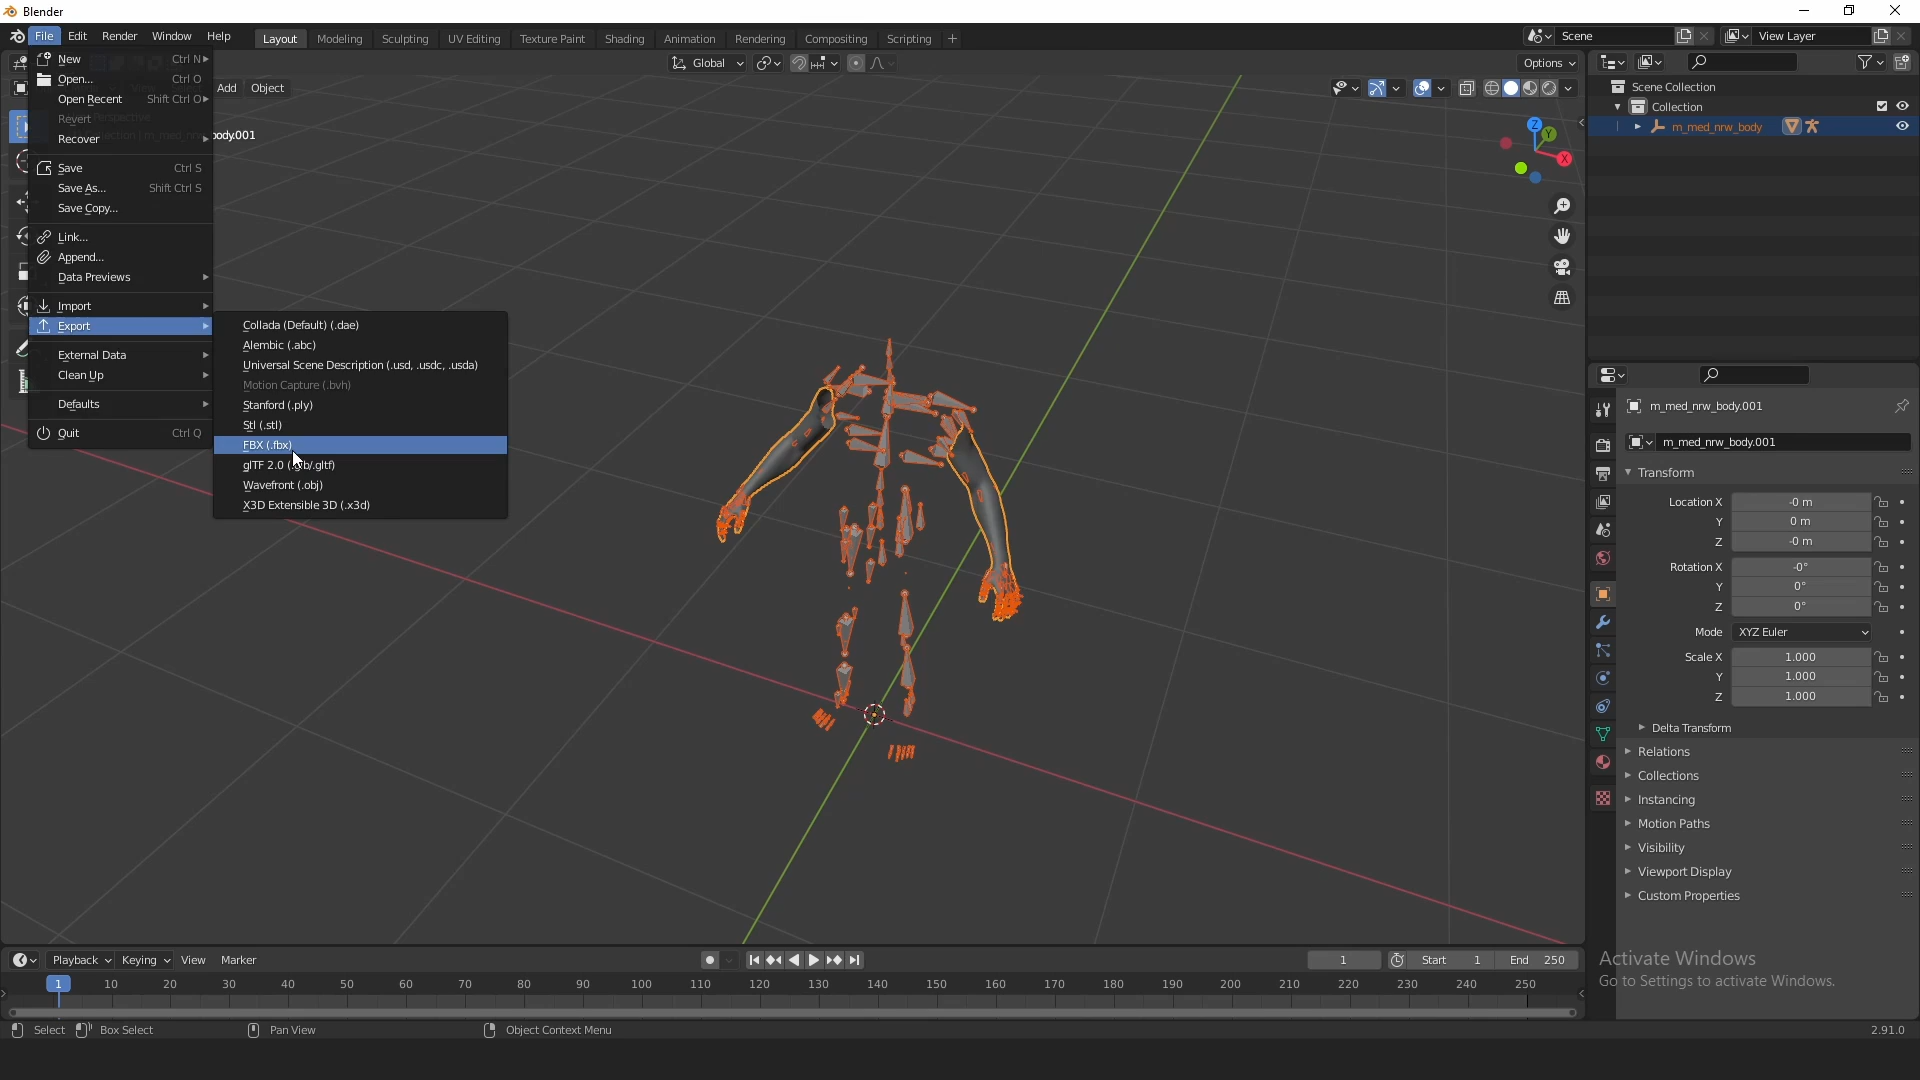 Blender
File Edit Render Window Help
Layout Modeling Sculpting UV Editing Texture Paint Shading Animation Rendering Compositing Scripting +
Scene
View Layer
New Ctrl N
Open... Ctrl O
Open Recent Shift Ctrl O
Revert
Recover
Save Ctrl S
Save As... Shift Ctrl S
Save Copy...
Link...
Append...
Data Previews
Import
Export
External Data
Clean Up
Defaults
Quit Ctrl Q
Collada (Default) (.dae)
Alembic (.abc)
Universal Scene Description (.usd, .usdc, .usda)
Motion Capture (.bvh)
Stanford (.ply)
Stl (.stl)
FBX (.fbx)
glTF 2.0 (.glb/.gltf)
Wavefront (.obj)
X3D Extensible 3D (.x3d)
Add Object
body.001
Global
Options
Z
Y
X
Scene Collection
Collection
m_med_nrw_body
m_med_nrw_body.001
m_med_nrw_body.001
Transform
Location X -0 m
Y 0 m
Z -0 m
Rotation X -0°
Y 0°
Z 0°
Mode XYZ Euler
Scale X 1.000
Y 1.000
Z 1.000
Delta Transform
Relations
Collections
Instancing
Motion Paths
Visibility
Viewport Display
Custom Properties
Activate Windows
Go to Settings to activate Windows.
Playback Keying View Marker
1
Start 1
End 250
1 10 20 30 40 50 60 70 80 90 100 110 120 130 140 150 160 170 180 190 200 210 220 230 240 250
Select Box Select Pan View Object Context Menu
2.91.0